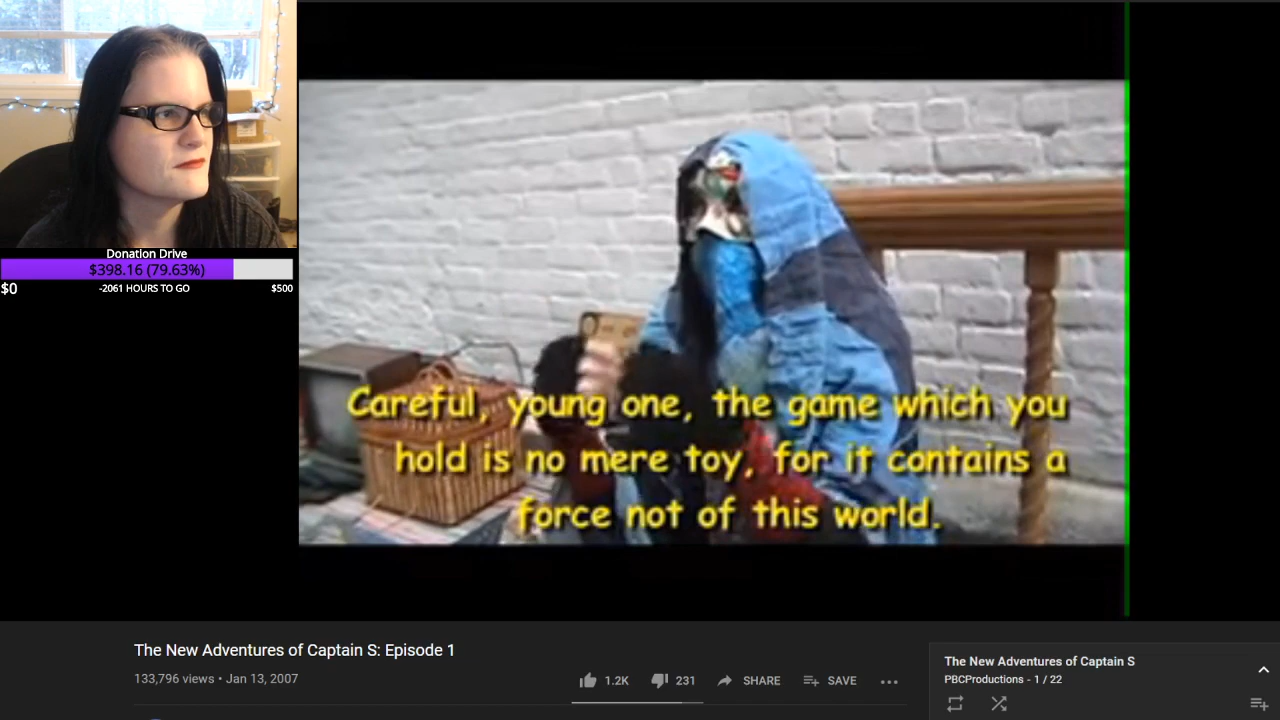 Donation Drive
$398.16 (79.63%)
$0
-2061 HOURS TO GO
$500
Careful, young one, the game which you
hold is no mere toy, for it contains a
force not of this world.
The New Adventures of Captain S: Episode 1
133,796 views • Jan 13, 2007
1.2K
231
SHARE
SAVE
The New Adventures of Captain S
PBCProductions - 1 / 22